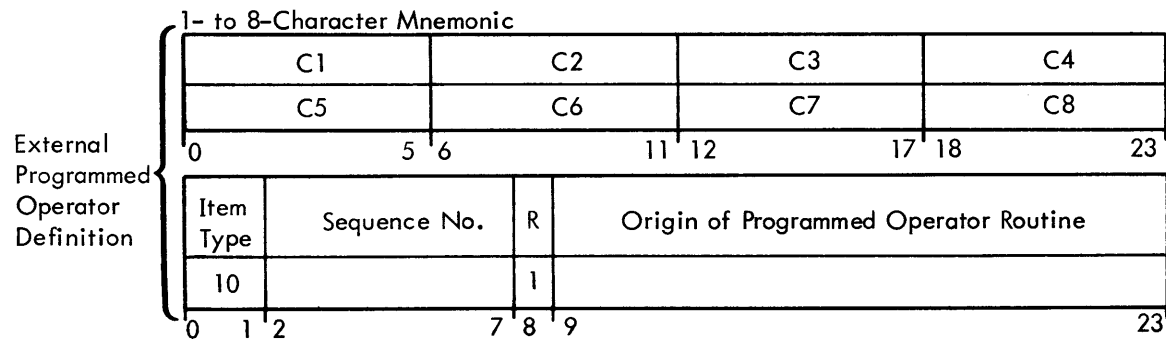 1- to 8-Character Mnemonic
C1 C2 C3 C4
C5 C6 C7 C8
0 5 6 11 12 17 18 23
External
Programmed
Operator
Definition
Item
Type
Sequence No. R Origin of Programmed Operator Routine
10 1
0 1 2 7 8 9 23